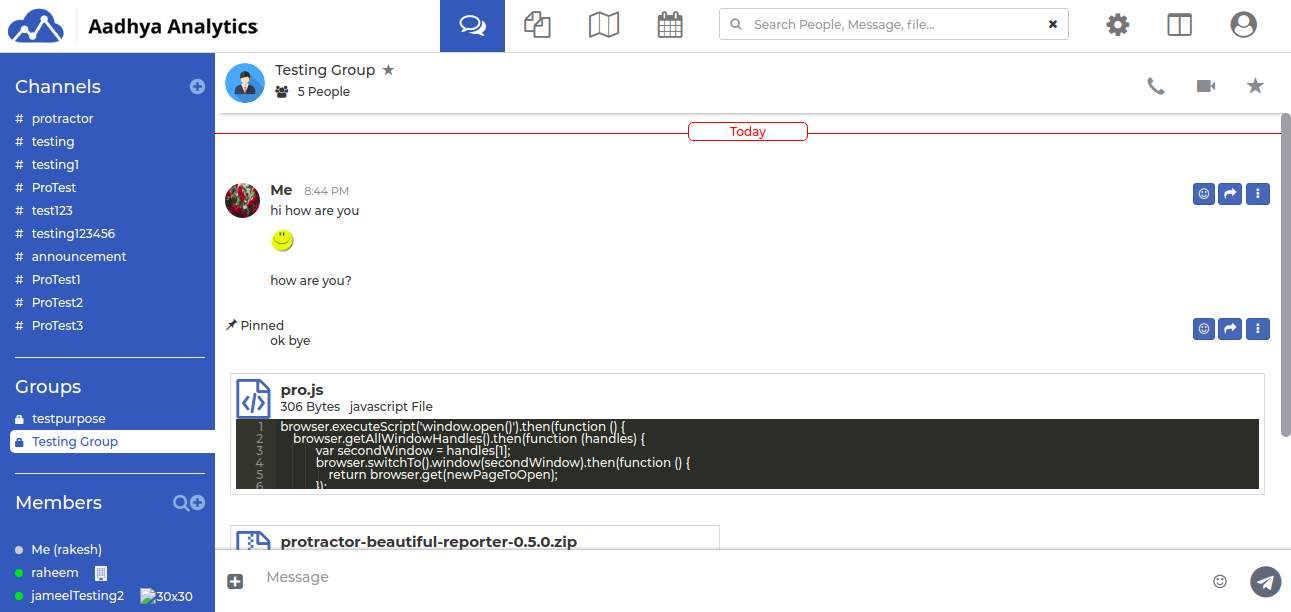 Aadhya Analytics
Search People, Message, file...
Channels
# protractor
# testing
# testing1
# ProTest
# test123
# testing123456
# announcement
# ProTest1
# ProTest2
# ProTest3
Groups
testpurpose
Testing Group
Members
Me (rakesh)
raheem
jameelTesting2 30x30
Testing Group
5 People
Today
Me 8:44 PM
hi how are you
how are you?
Pinned
ok bye
pro.js
306 Bytes javascript File
1 browser.executeScript('window.open()').then(function () {
2 browser.getAllWindowHandles().then(function (handles) {
3 var secondWindow = handles[1];
4 browser.switchTo().window(secondWindow).then(function () {
5 return browser.get(newPageToOpen);
6 });
protractor-beautiful-reporter-0.5.0.zip
Message